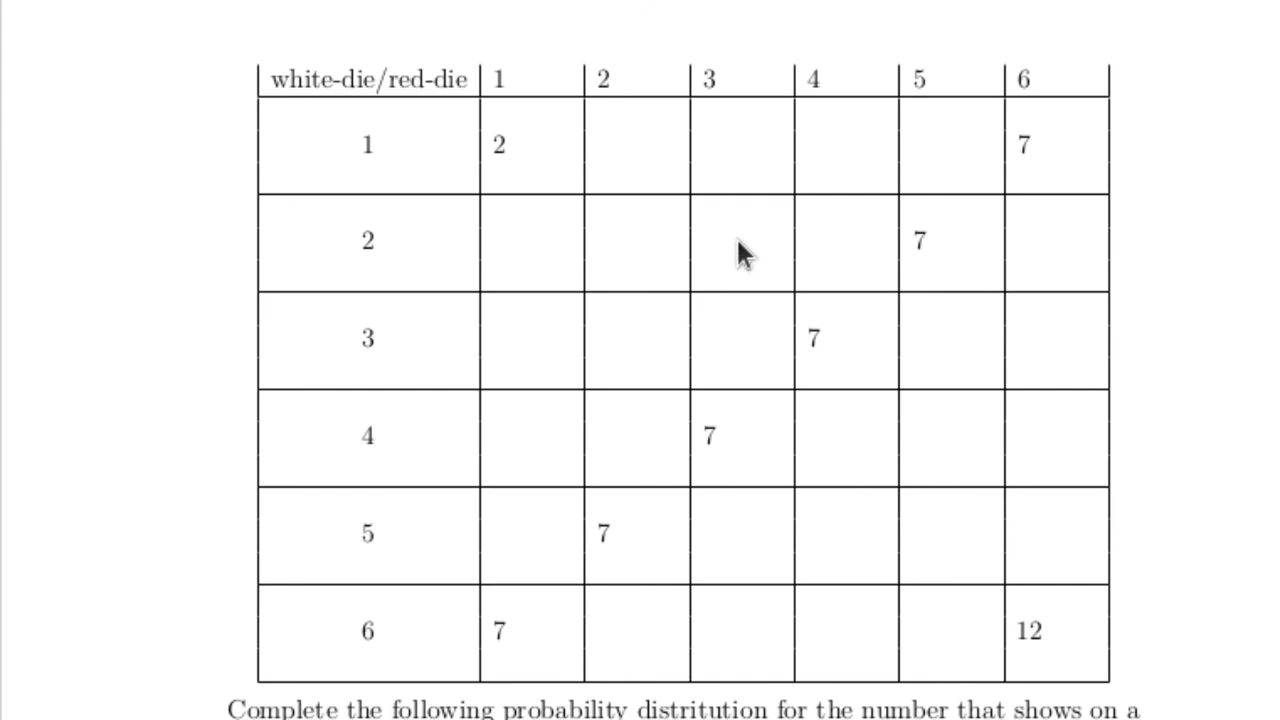 white-die/red-die 1 2 3 4 5 6
1 2 7
2 7
3 7
4 7
5 7
6 7 12
Complete the following probability distritution for the number that shows on a